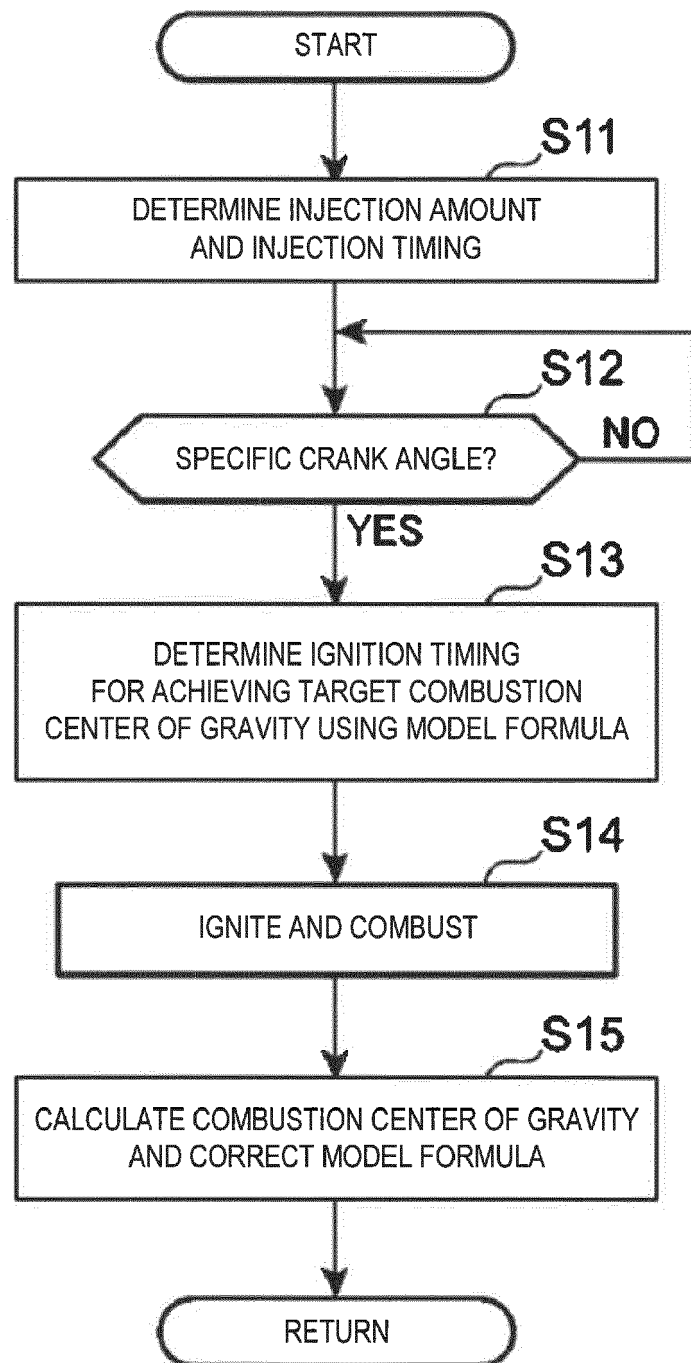 START
S11
DETERMINE INJECTION AMOUNT
AND INJECTION TIMING
S12
SPECIFIC CRANK ANGLE?
NO
YES
S13
DETERMINE IGNITION TIMING
FOR ACHIEVING TARGET COMBUSTION
CENTER OF GRAVITY USING MODEL FORMULA
S14
IGNITE AND COMBUST
S15
CALCULATE COMBUSTION CENTER OF GRAVITY
AND CORRECT MODEL FORMULA
RETURN